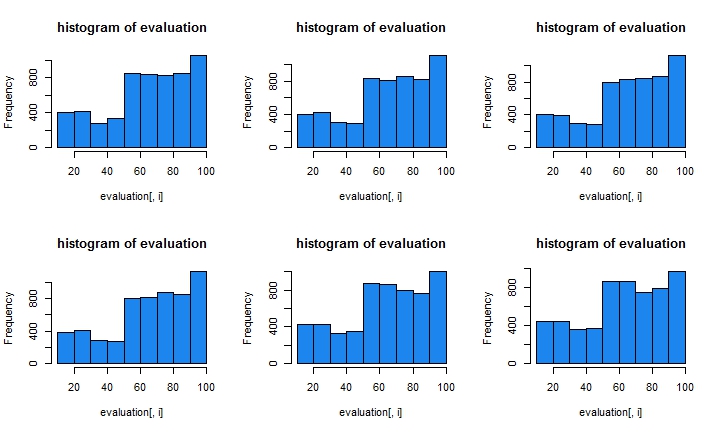 histogram of evaluation histogram of evaluation histogram of evaluation
Frequency Frequency Frequency
800 800 800
400 400 400
0 0 0
20 40 60 80 100 20 40 60 80 100 20 40 60 80 100
evaluation[, i] evaluation[, i] evaluation[, i]
histogram of evaluation histogram of evaluation histogram of evaluation
Frequency Frequency Frequency
800 800 800
400 400 400
0 0 0
20 40 60 80 100 20 40 60 80 100 20 40 60 80 100
evaluation[, i] evaluation[, i] evaluation[, i]